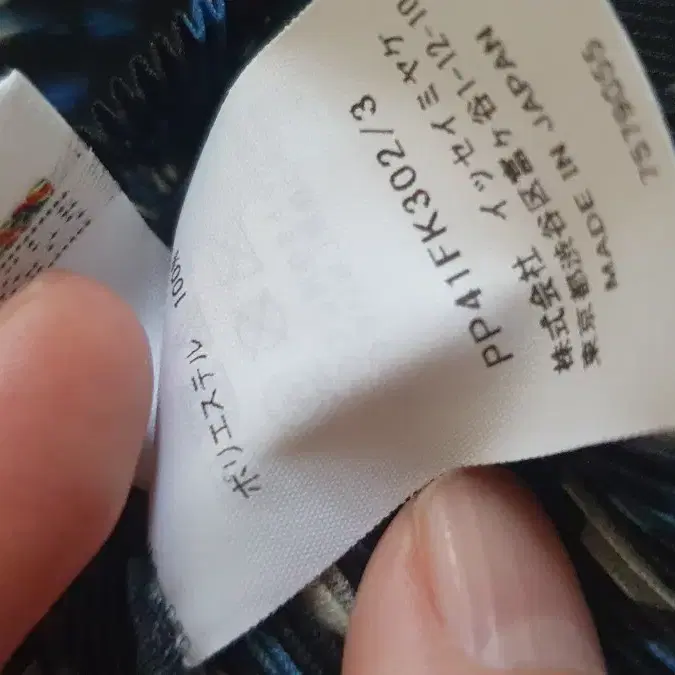 ポリエステル 100%
PP41FK302/3
株式会社 イッセイミヤケ
東京都渋谷区富ヶ谷1-12-10
MADE IN JAPAN
7579055